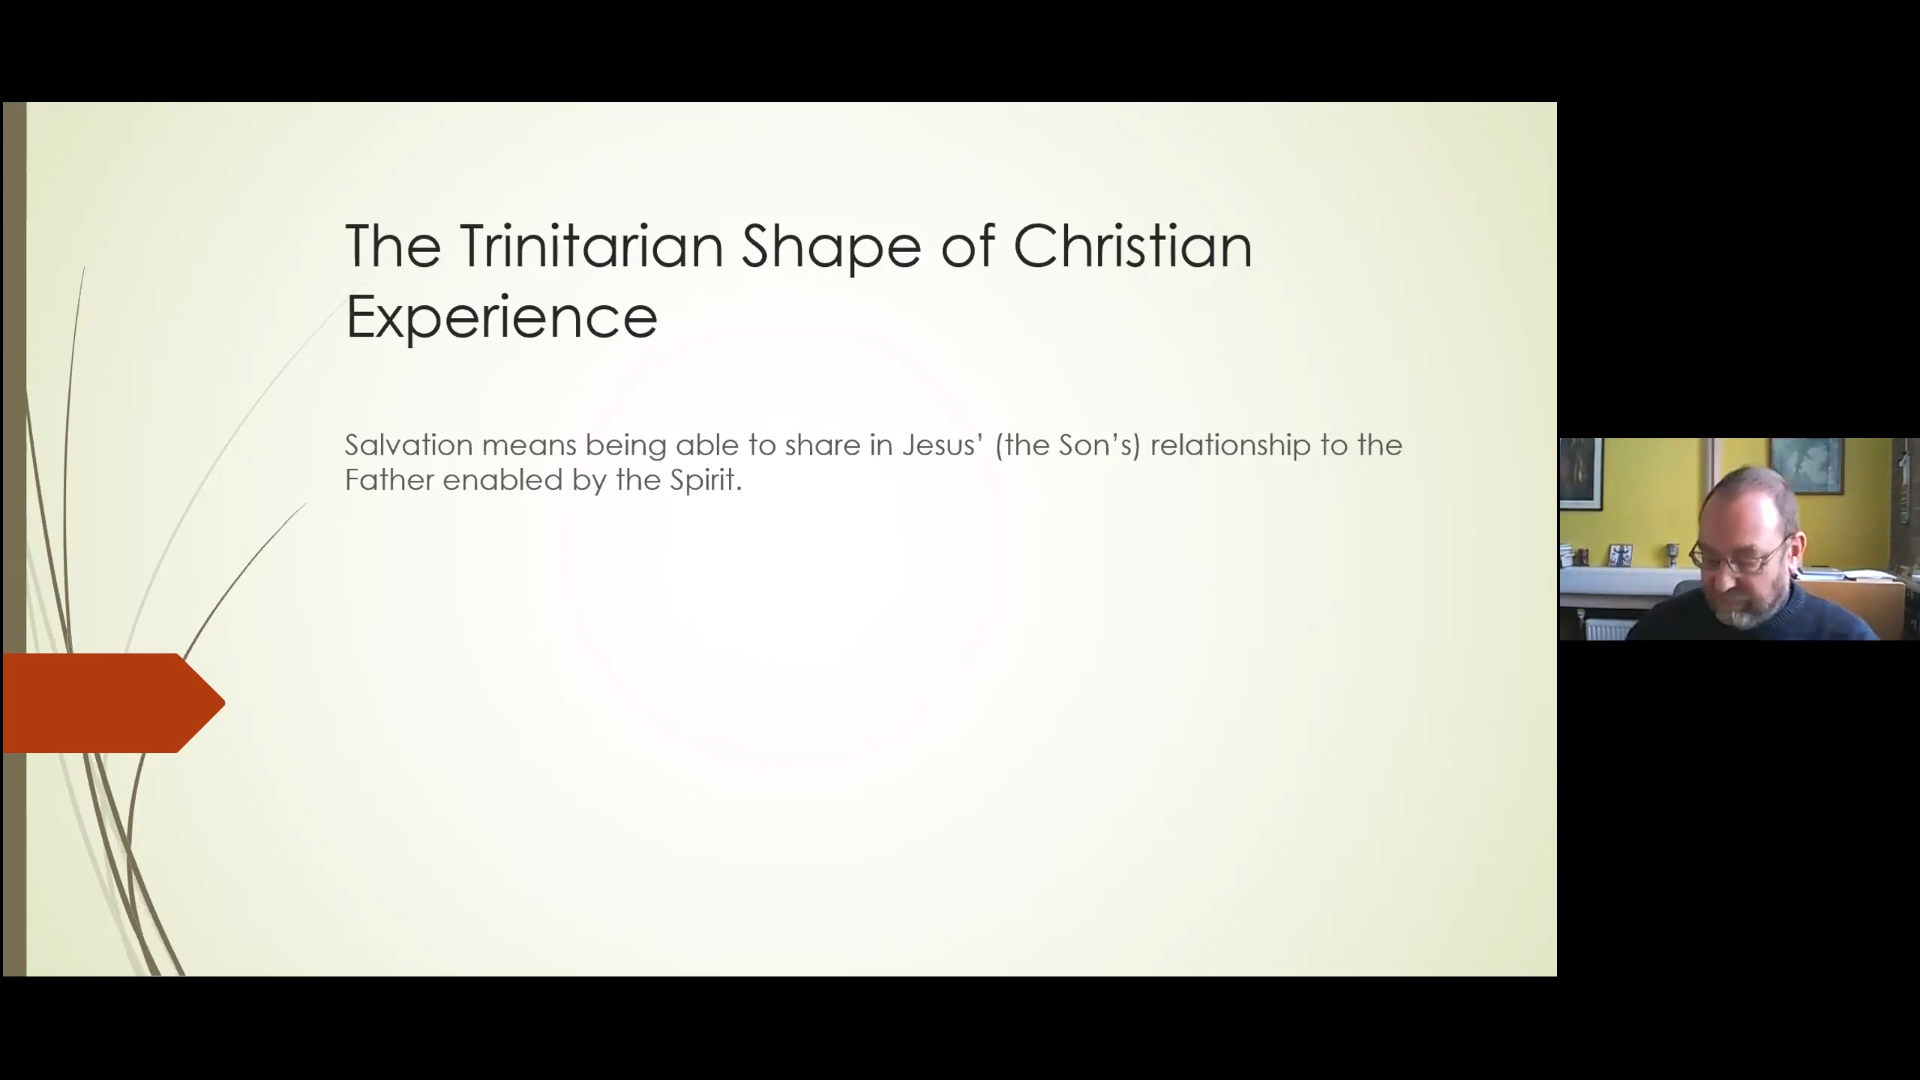 The Trinitarian Shape of Christian
Experience
Salvation means being able to share in Jesus’ (the Son’s) relationship to the
Father enabled by the Spirit.